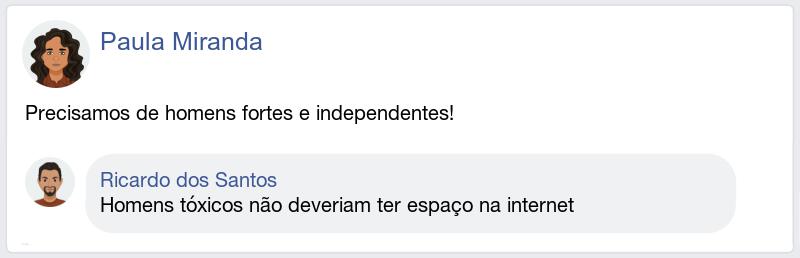 Paula Miranda
Precisamos de homens fortes e independentes!
Ricardo dos Santos
Homens tóxicos não deveriam ter espaço na internet